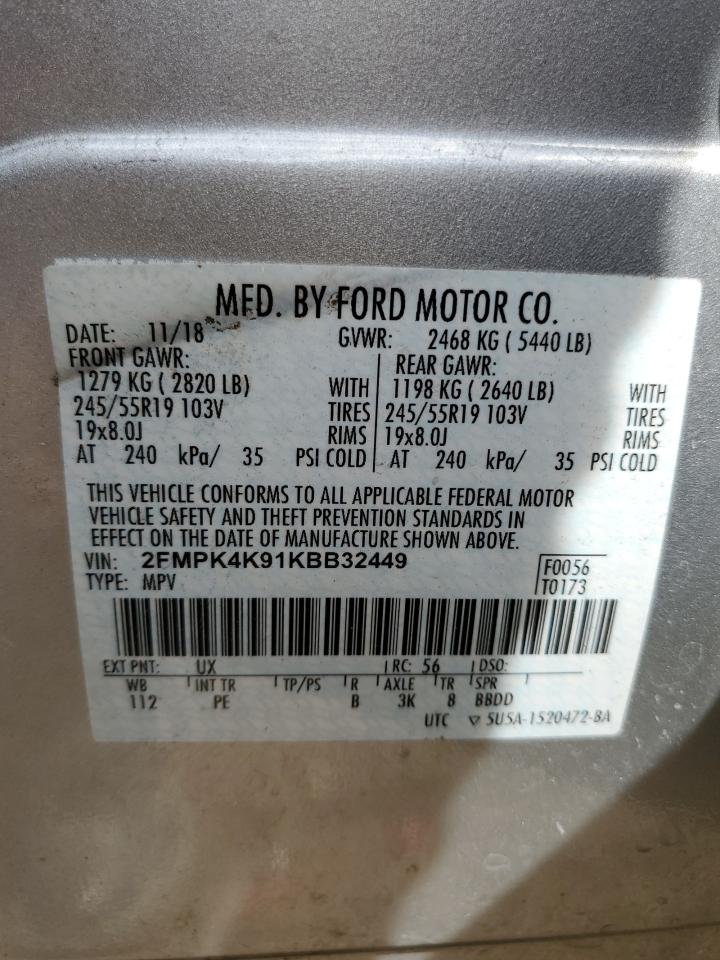 MFD. BY FORD MOTOR CO.
DATE: 11/18 GVWR: 2468 KG ( 5440 LB)
FRONT GAWR: REAR GAWR:
1279 KG ( 2820 LB) WITH 1198 KG ( 2640 LB) WITH
245/55R19 103V TIRES 245/55R19 103V TIRES
19x8.0J RIMS 19x8.0J RIMS
AT 240 kPa/ 35 PSI COLD AT 240 kPa/ 35 PSI COLD
THIS VEHICLE CONFORMS TO ALL APPLICABLE FEDERAL MOTOR
VEHICLE SAFETY AND THEFT PREVENTION STANDARDS IN
EFFECT ON THE DATE OF MANUFACTURE SHOWN ABOVE.
VIN: 2FMPK4K91KBB32449 F0056
TYPE: MPV T0173
EXT PNT: UX RC: 56 DSO:
WB INT TR TP/PS R AXLE TR SPR
112 PE B 3K 8 BBDD
UTC ▽ 5U5A-1520472-BA